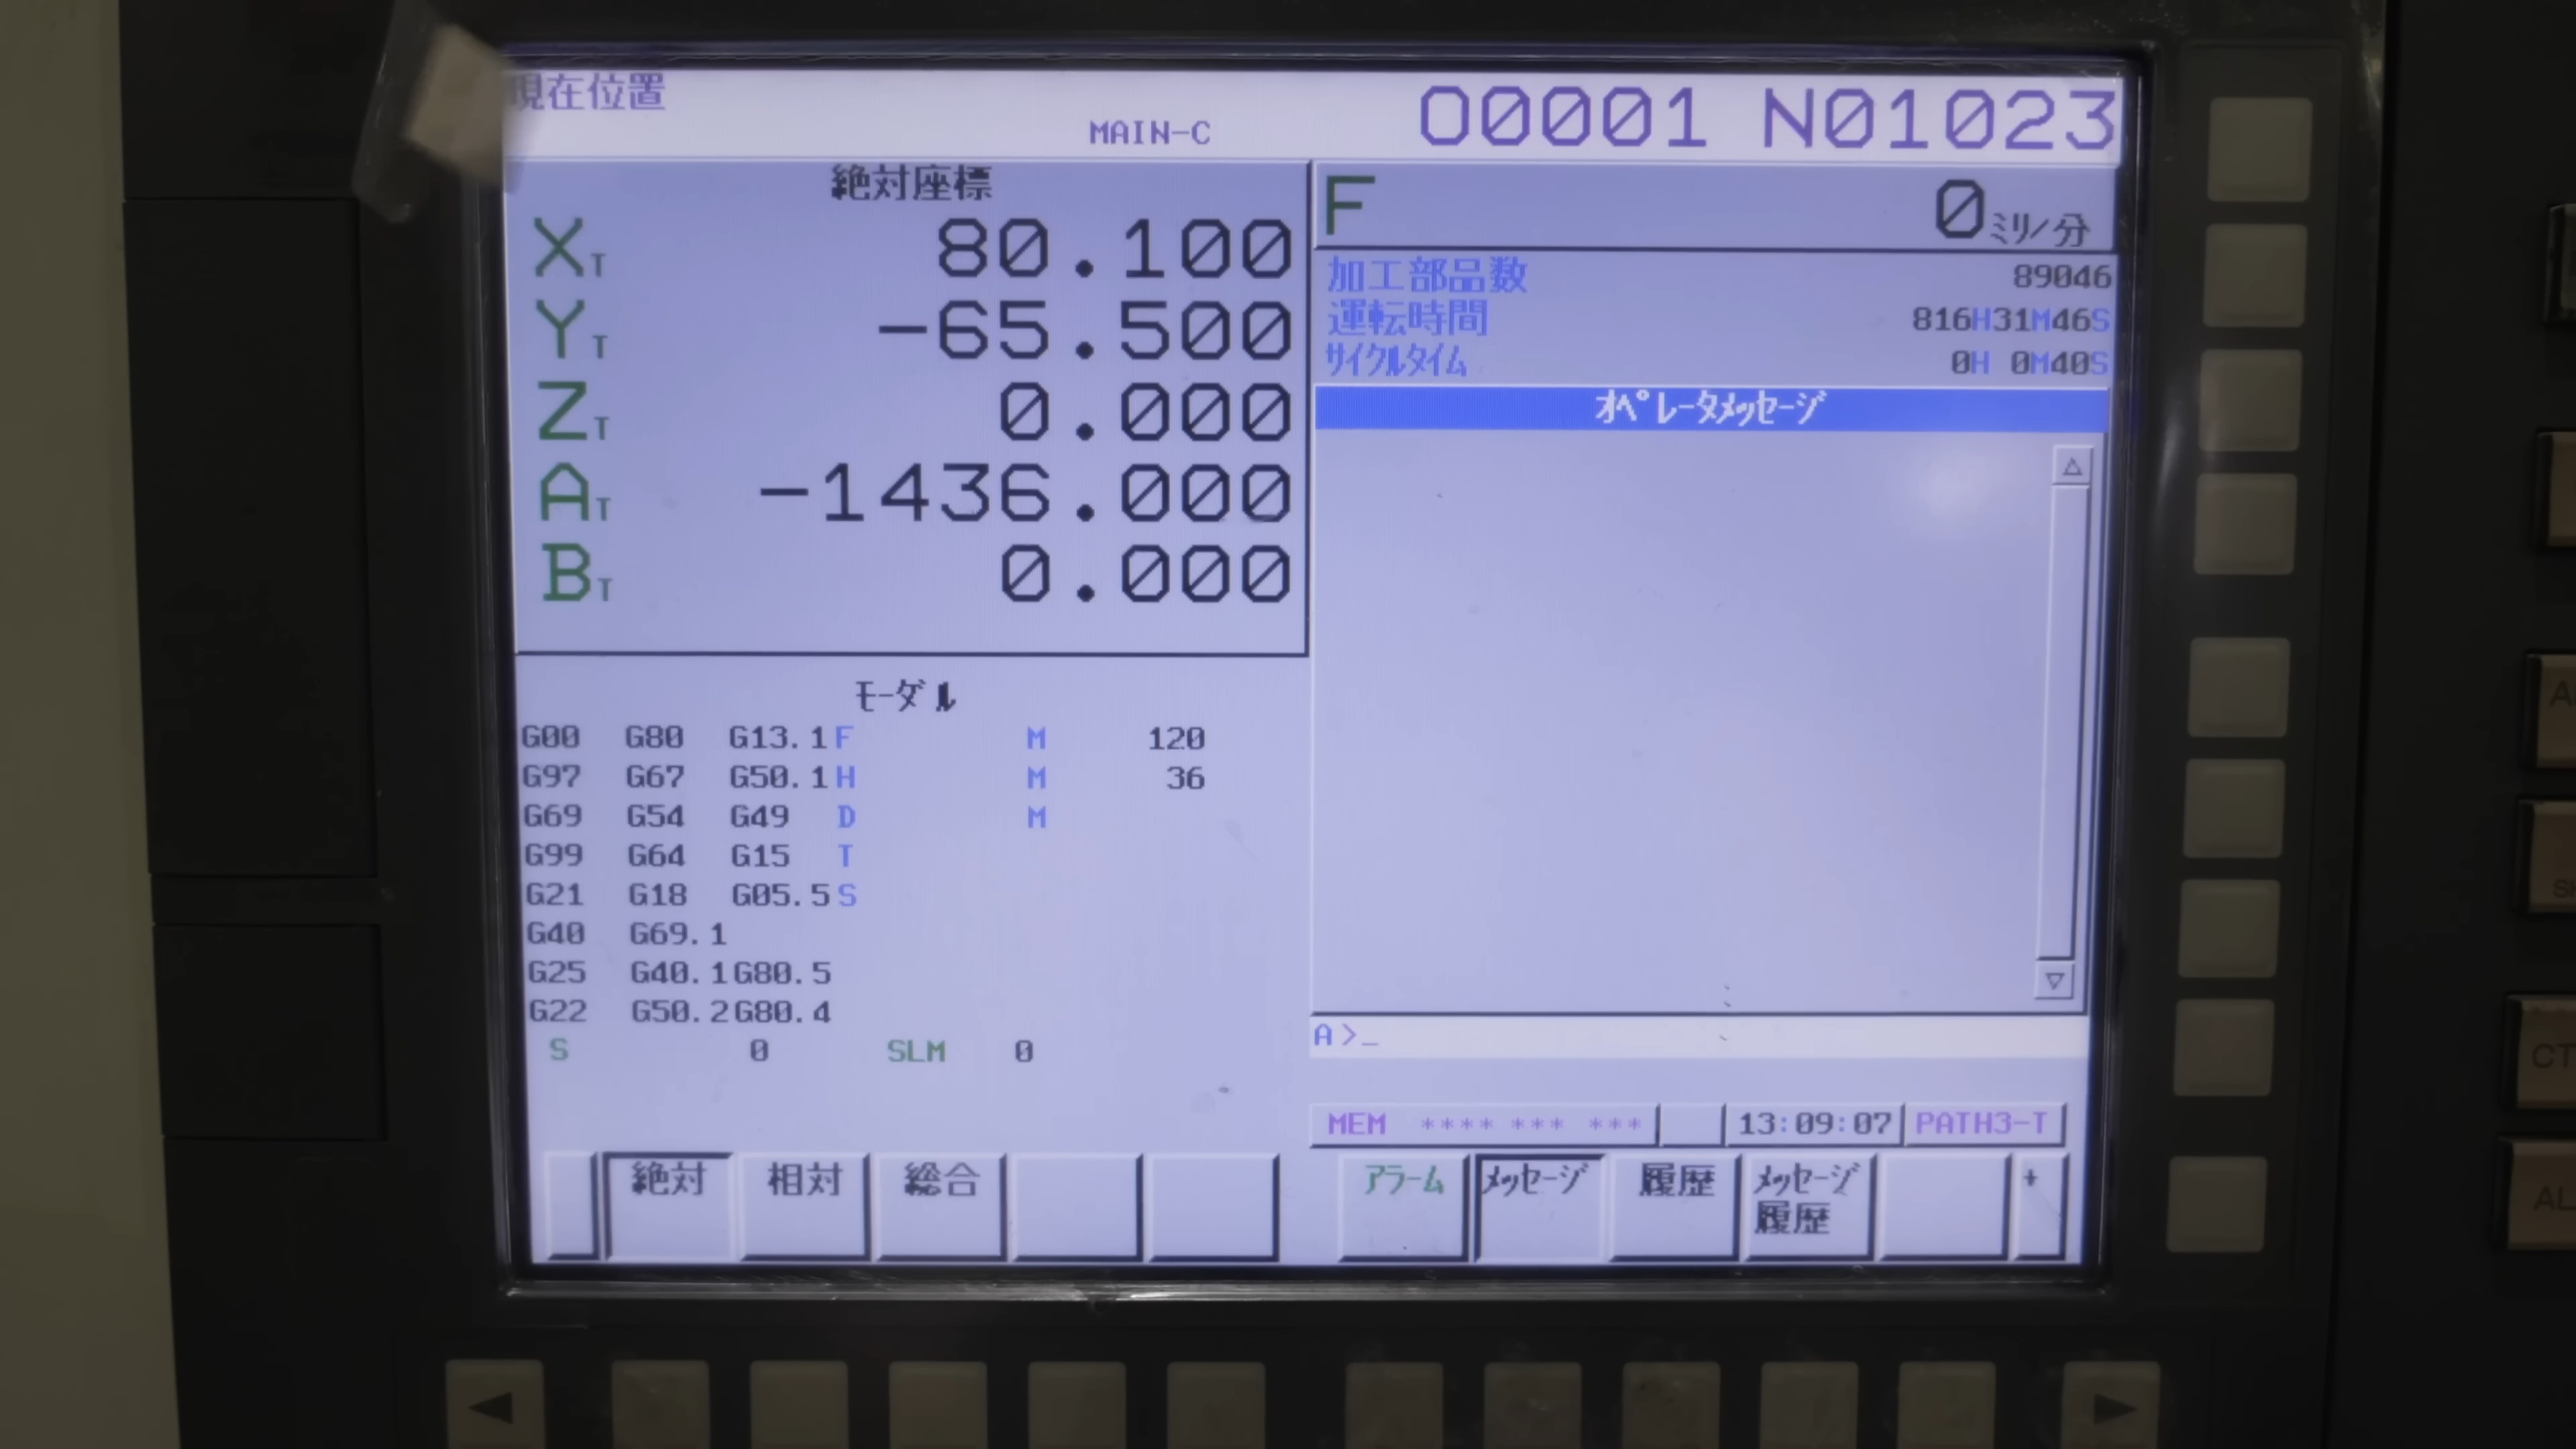 現在位置
MAIN-C
O0001 N01023
絶対座標
XT 80.100
YT -65.500
ZT 0.000
AT -1436.000
BT 0.000
F 0 ミリ/分
加工部品数 89046
運転時間 816H31M46S
サイクルタイム 0H 0M40S
オペレータメッセージ
モーダル
G00 G80 G13.1 F M 120
G97 G67 G50.1 H M 36
G69 G54 G49 D M
G99 G64 G15 T
G21 G18 G05.5 S
G40 G69.1
G25 G40.1 G80.5
G22 G50.2 G80.4
S 0 SLM 0
A>_
MEM **** *** *** 13:09:07 PATH3-T
絶対 相対 総合
アラーム メッセージ 履歴 メッセージ履歴 +
CT
AL